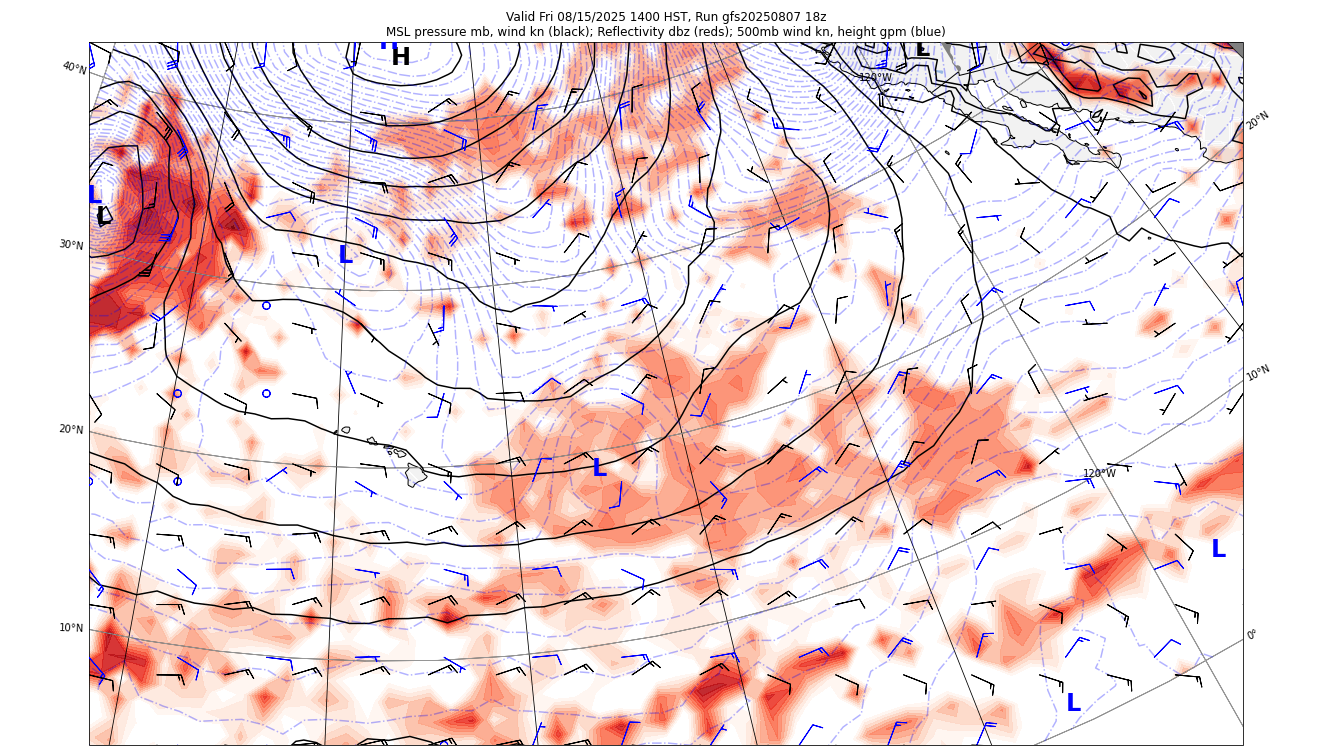 Valid Fri 08/15/2025 1400 HST, Run gfs20250807 18z
MSL pressure mb, wind kn (black); Reflectivity dbz (reds); 500mb wind kn, height gpm (blue)
H
H
L
40°N
120°W
20°N
L
L
30°N
L
10°N
20°N
L
120°W
L
10°N
0°
L